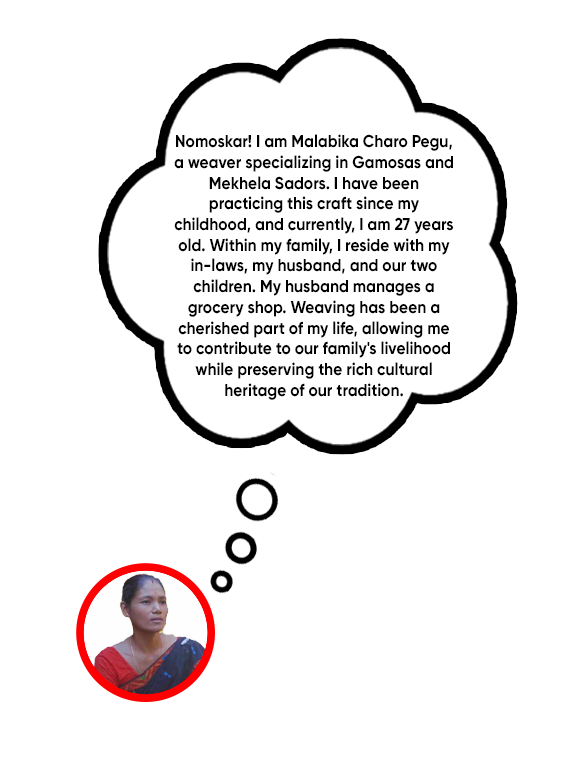 Nomoskar! I am Malabika Charo Pegu,
a weaver specializing in Gamosas and
Mekhela Sadors. I have been
practicing this craft since my
childhood, and currently, I am 27 years
old. Within my family, I reside with my
in-laws, my husband, and our two
children. My husband manages a
grocery shop. Weaving has been a
cherished part of my life, allowing me
to contribute to our family's livelihood
while preserving the rich cultural
heritage of our tradition.